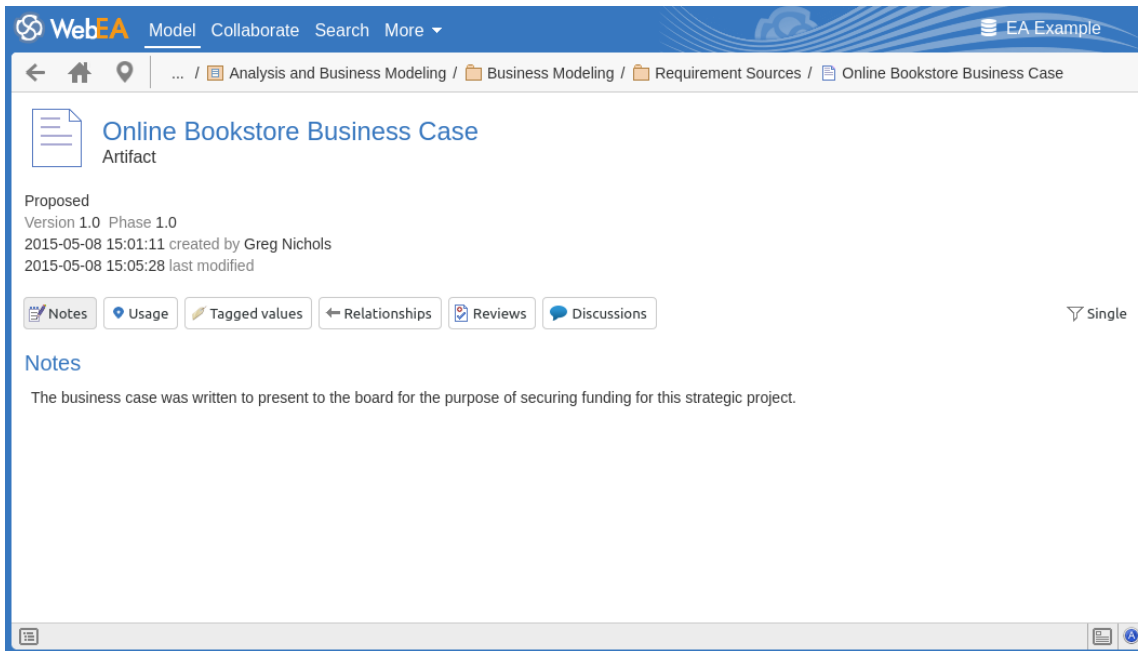 WebEA Model Collaborate Search More EA Example
... / Analysis and Business Modeling / Business Modeling / Requirement Sources / Online Bookstore Business Case
Online Bookstore Business Case
Artifact
Proposed
Version 1.0 Phase 1.0
2015-05-08 15:01:11 created by Greg Nichols
2015-05-08 15:05:28 last modified
Notes Usage Tagged values Relationships Reviews Discussions Single
Notes
The business case was written to present to the board for the purpose of securing funding for this strategic project.
A